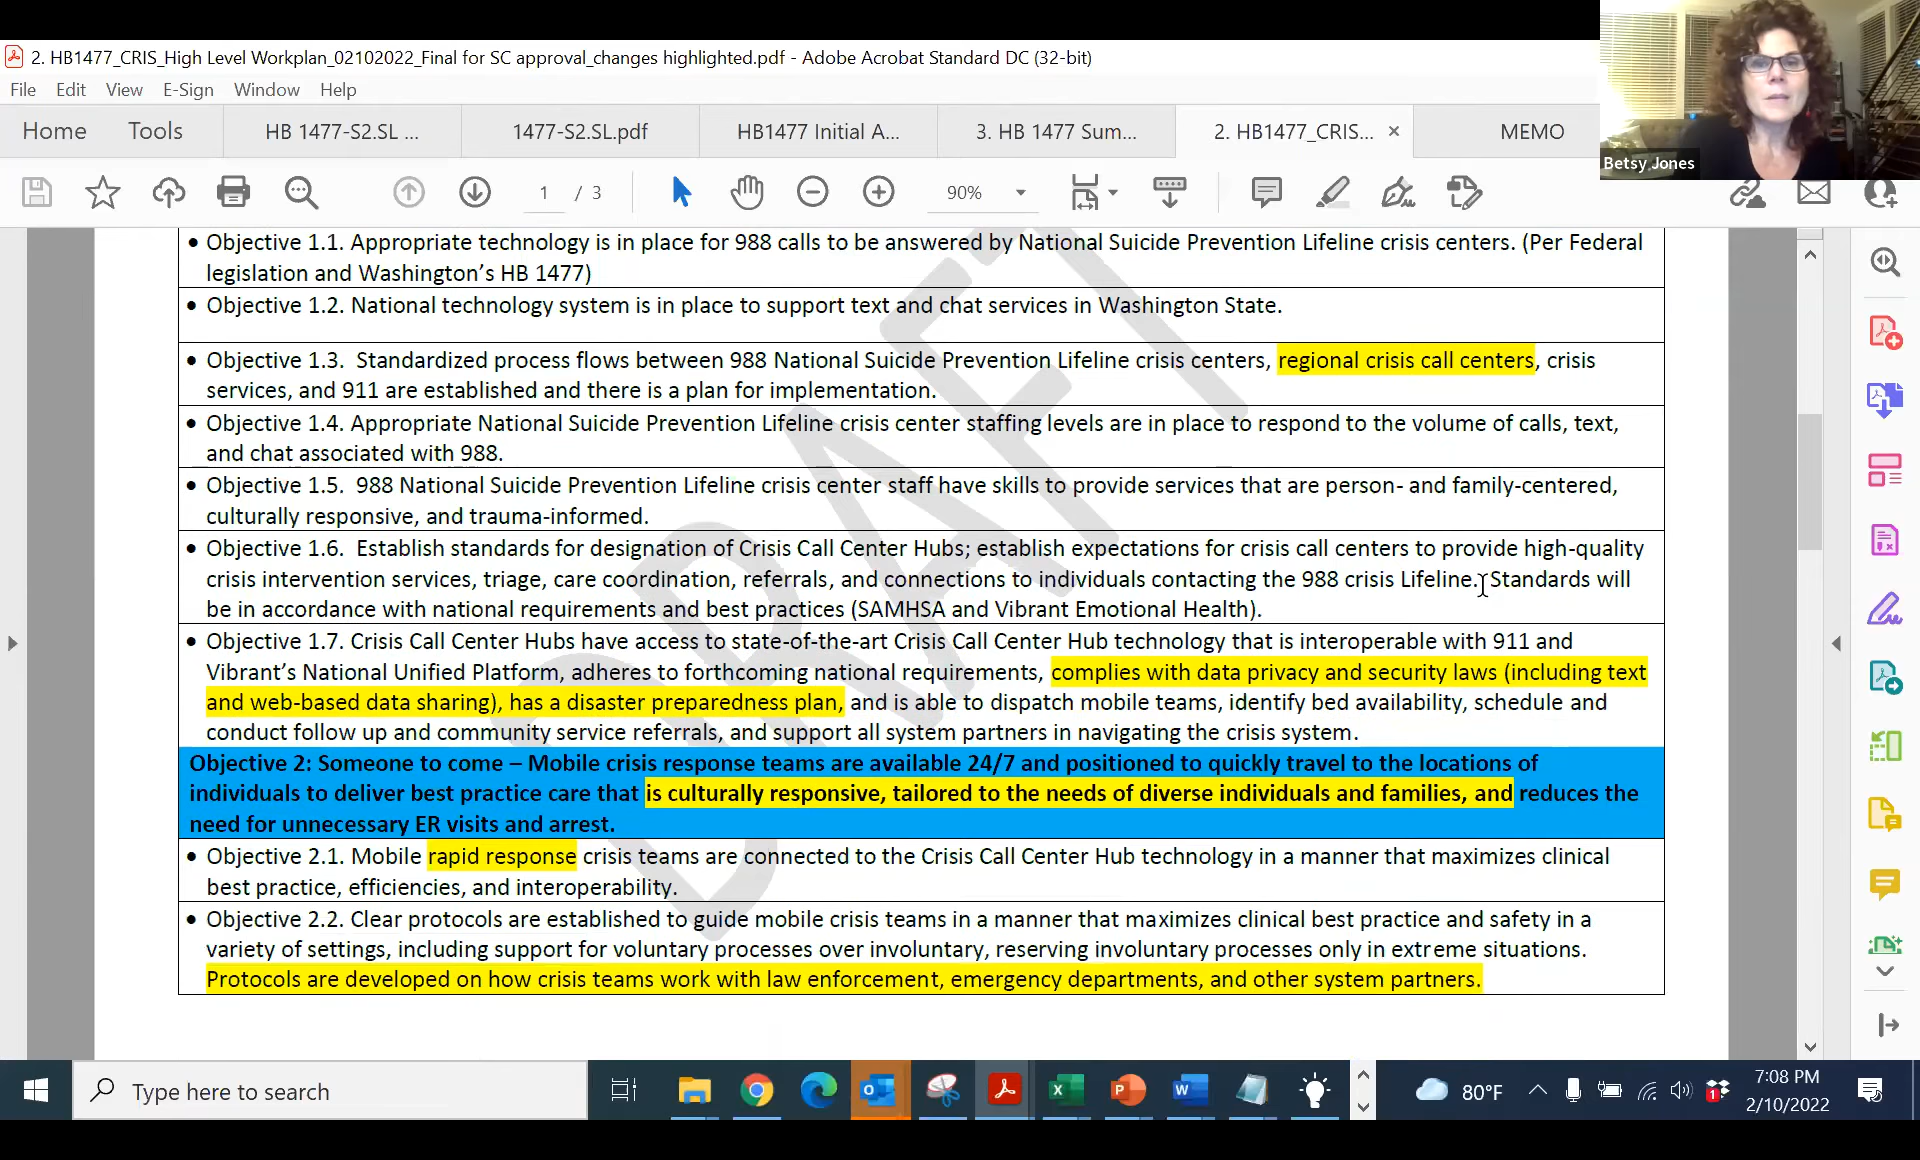 2. HB1477_CRIS_High Level Workplan_02102022_Final for SC approval_changes highlighted.pdf - Adobe Acrobat Standard DC (32-bit)
File Edit View E-Sign Window Help
Home Tools HB 1477-S2.SL ... 1477-S2.SL.pdf HB1477 Initial A... 3. HB 1477 Sum... 2. HB1477_CRIS... × MEMO
Betsy Jones
1 / 3 90%
• Objective 1.1. Appropriate technology is in place for 988 calls to be answered by National Suicide Prevention Lifeline crisis centers. (Per Federal
legislation and Washington's HB 1477)
• Objective 1.2. National technology system is in place to support text and chat services in Washington State.
• Objective 1.3. Standardized process flows between 988 National Suicide Prevention Lifeline crisis centers, regional crisis call centers, crisis
services, and 911 are established and there is a plan for implementation.
• Objective 1.4. Appropriate National Suicide Prevention Lifeline crisis center staffing levels are in place to respond to the volume of calls, text,
and chat associated with 988.
• Objective 1.5. 988 National Suicide Prevention Lifeline crisis center staff have skills to provide services that are person- and family-centered,
culturally responsive, and trauma-informed.
• Objective 1.6. Establish standards for designation of Crisis Call Center Hubs; establish expectations for crisis call centers to provide high-quality
crisis intervention services, triage, care coordination, referrals, and connections to individuals contacting the 988 crisis Lifeline. Standards will
be in accordance with national requirements and best practices (SAMHSA and Vibrant Emotional Health).
• Objective 1.7. Crisis Call Center Hubs have access to state-of-the-art Crisis Call Center Hub technology that is interoperable with 911 and
Vibrant's National Unified Platform, adheres to forthcoming national requirements, complies with data privacy and security laws (including text
and web-based data sharing), has a disaster preparedness plan, and is able to dispatch mobile teams, identify bed availability, schedule and
conduct follow up and community service referrals, and support all system partners in navigating the crisis system.
Objective 2: Someone to come – Mobile crisis response teams are available 24/7 and positioned to quickly travel to the locations of
individuals to deliver best practice care that is culturally responsive, tailored to the needs of diverse individuals and families, and reduces the
need for unnecessary ER visits and arrest.
• Objective 2.1. Mobile rapid response crisis teams are connected to the Crisis Call Center Hub technology in a manner that maximizes clinical
best practice, efficiencies, and interoperability.
• Objective 2.2. Clear protocols are established to guide mobile crisis teams in a manner that maximizes clinical best practice and safety in a
variety of settings, including support for voluntary processes over involuntary, reserving involuntary processes only in extreme situations.
Protocols are developed on how crisis teams work with law enforcement, emergency departments, and other system partners.
DRAFT
Type here to search
80°F
7:08 PM
2/10/2022